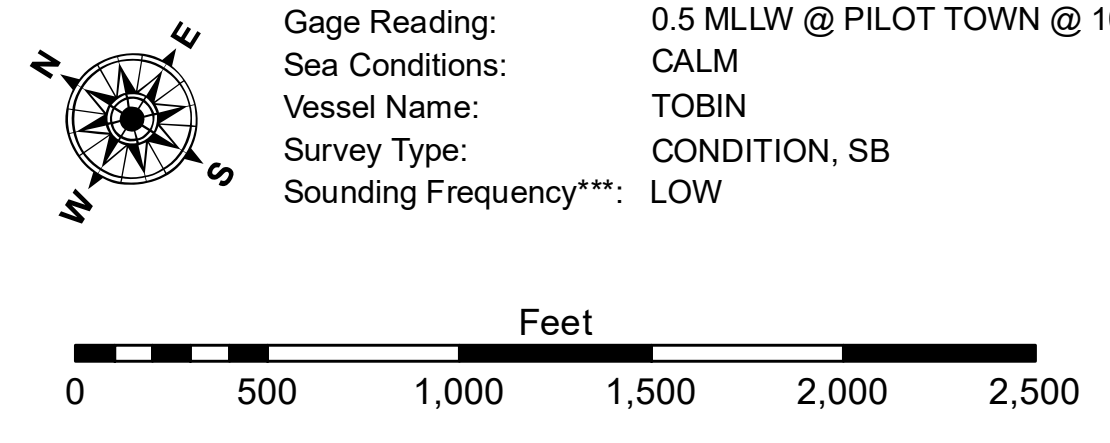 N E S W
Gage Reading: 0.5 MLLW @ PILOT TOWN @
Sea Conditions: CALM
Vessel Name: TOBIN
Survey Type: CONDITION, SB
Sounding Frequency***: LOW
Feet
0 500 1,000 1,500 2,000 2,500